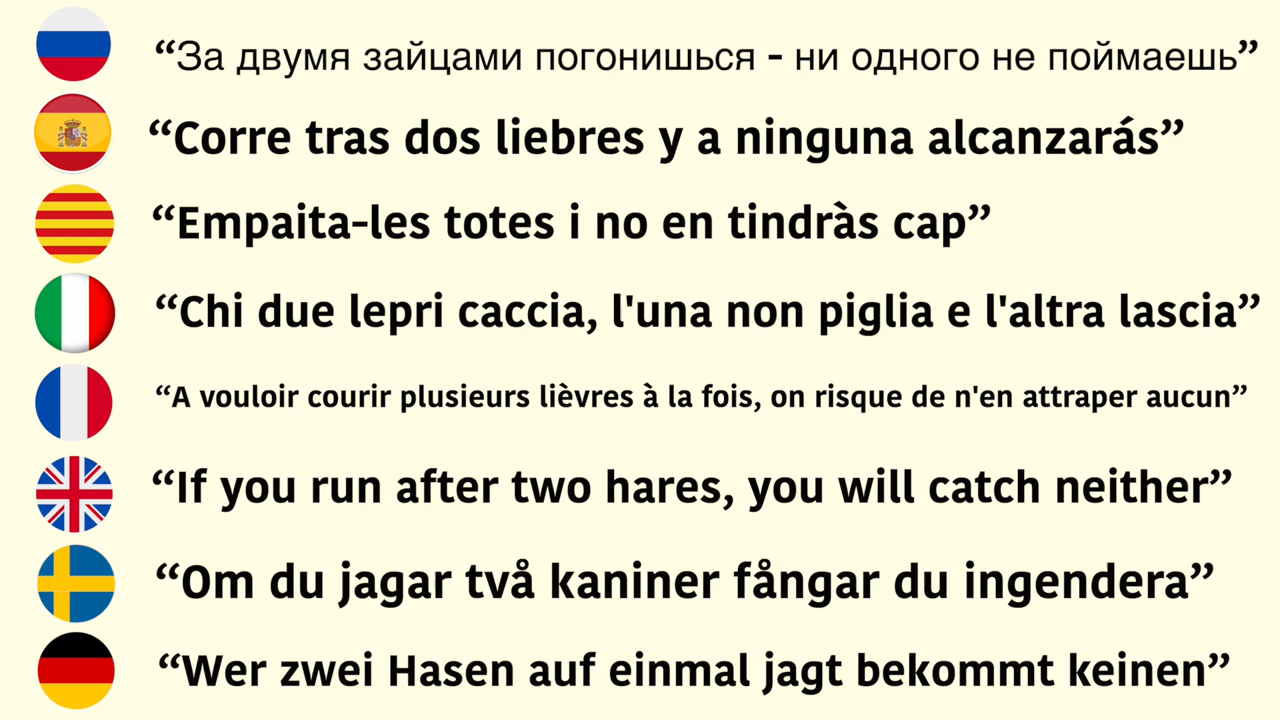 “За двумя зайцами погонишься - ни одного не поймаешь”
“Corre tras dos liebres y a ninguna alcanzarás”
“Empaita-les totes i no en tindràs cap”
“Chi due lepri caccia, l'una non piglia e l'altra lascia”
“A vouloir courir plusieurs lièvres à la fois, on risque de n'en attraper aucun”
“If you run after two hares, you will catch neither”
“Om du jagar två kaniner fångar du ingendera”
“Wer zwei Hasen auf einmal jagt bekommt keinen”